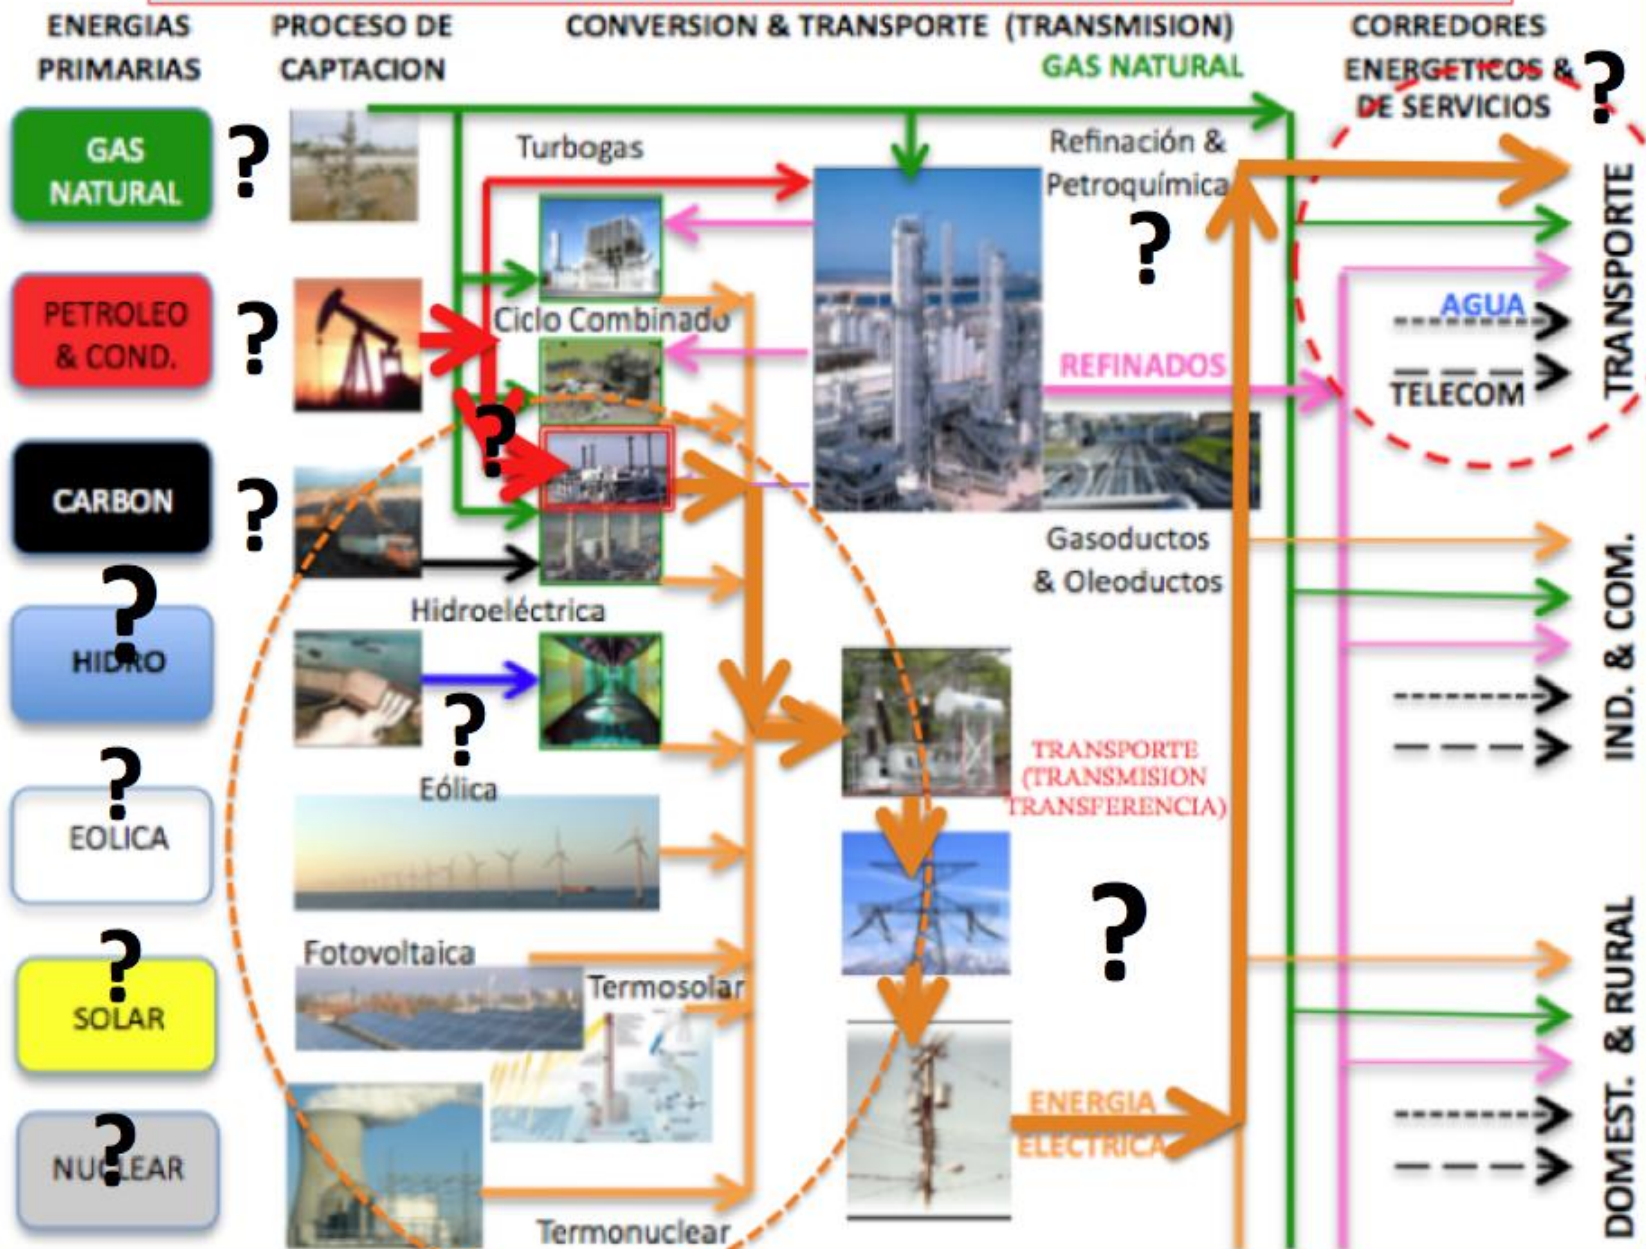 ENERGIAS
PRIMARIAS
PROCESO DE
CAPTACION
CONVERSION & TRANSPORTE (TRANSMISION)
GAS NATURAL
CORREDORES
ENERGETICOS &
DE SERVICIOS
?
GAS
NATURAL
?
Turbogas
Refinación &
Petroquímica
?
TRANSPORTE
PETROLEO
& COND.
?
Ciclo Combinado
REFINADOS
AGUA
TELECOM
?
CARBON
?
Gasoductos
& Oleoductos
IND. & COM.
?
HIDRO
Hidroeléctrica
?
TRANSPORTE
(TRANSMISION
TRANSFERENCIA)
?
EOLICA
Eólica
?
?
SOLAR
Fotovoltaica
Termosolar
DOMEST. & RURAL
?
NUCLEAR
ENERGIA
ELECTRICA
Termonuclear